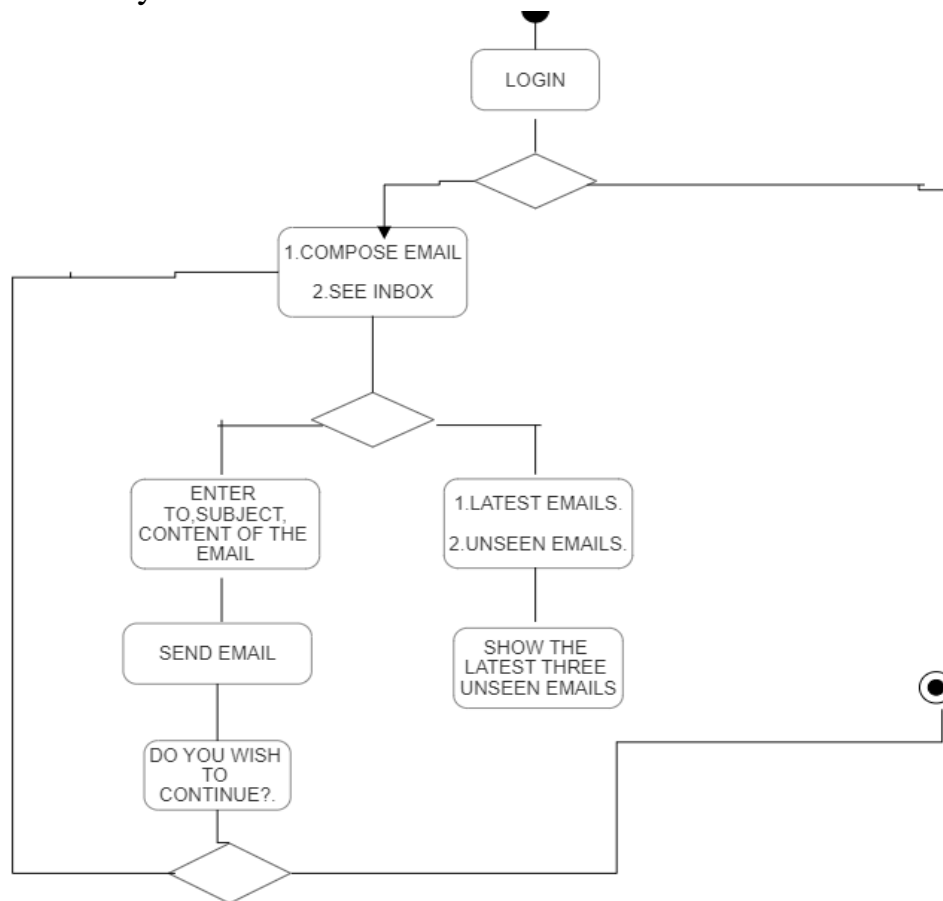 LOGIN
1.COMPOSE EMAIL
2.SEE INBOX
ENTER
TO,SUBJECT,
CONTENT OF THE
EMAIL
1.LATEST EMAILS.
2.UNSEEN EMAILS.
SEND EMAIL
SHOW THE
LATEST THREE
UNSEEN EMAILS
DO YOU WISH
TO
CONTINUE?.